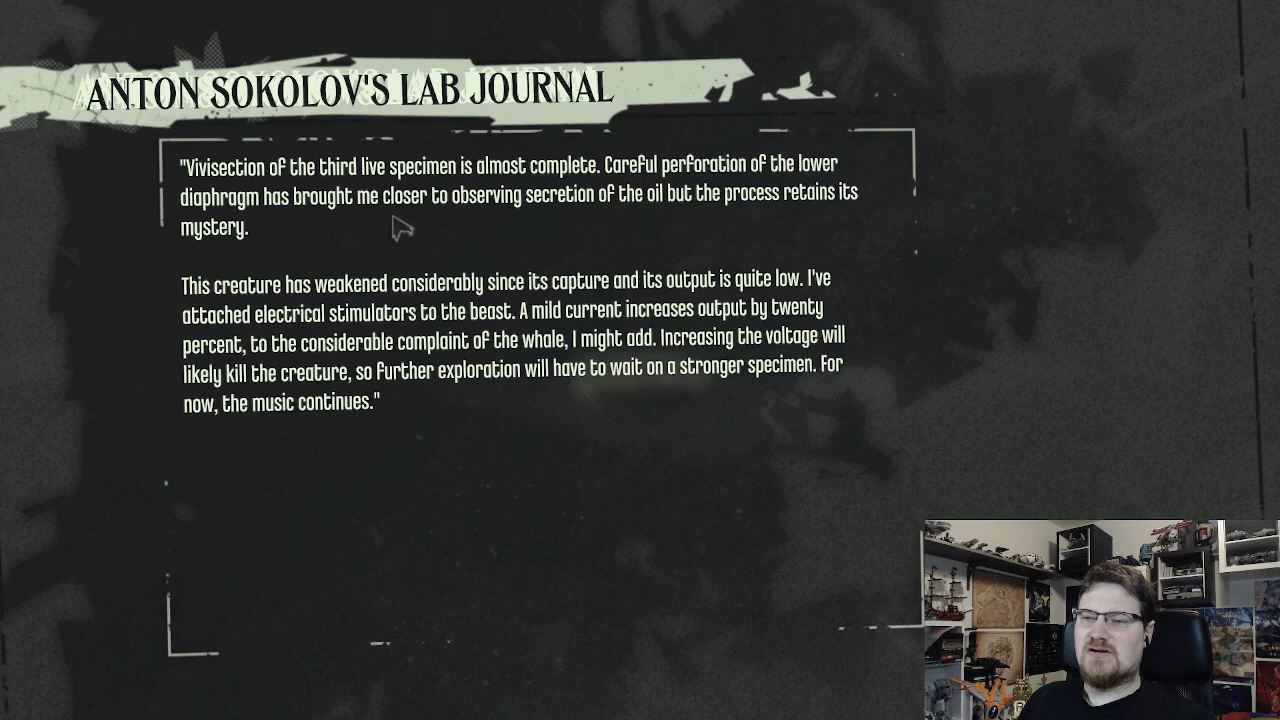 ANTON SOKOLOV'S LAB JOURNAL
"Vivisection of the third live specimen is almost complete. Careful perforation of the lower
diaphragm has brought me closer to observing secretion of the oil but the process retains its
mystery.
This creature has weakened considerably since its capture and its output is quite low. I've
attached electrical stimulators to the beast. A mild current increases output by twenty
percent, to the considerable complaint of the whale, I might add. Increasing the voltage will
likely kill the creature, so further exploration will have to wait on a stronger specimen. For
now, the music continues."